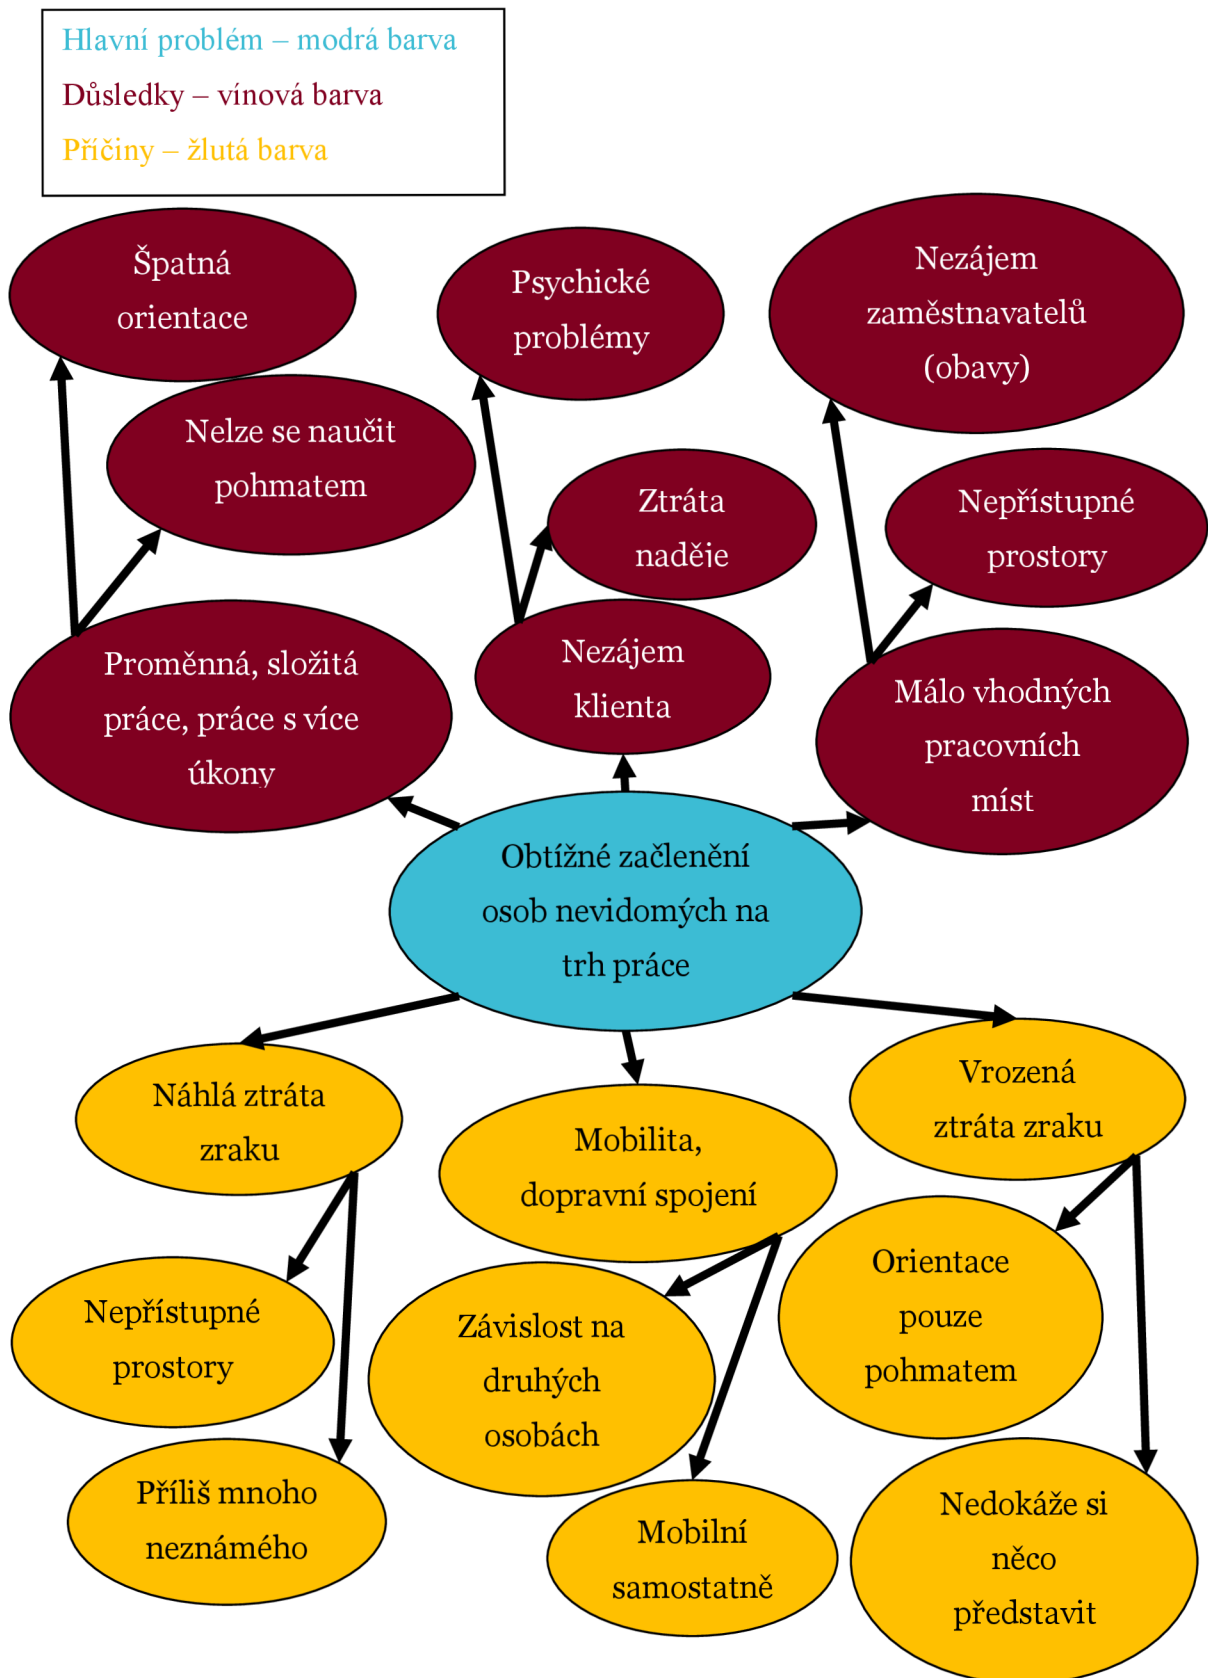 Hlavní problém – modrá barva
Důsledky – vínová barva
Příčiny – žlutá barva
Špatná
orientace
Psychické
problémy
Nezájem
zaměstnavatelů
(obavy)
Nelze se naučit
pohmatem
Ztráta
naděje
Nepřístupné
prostory
Proměnná, složitá
práce, práce s více
úkony
Nezájem
klienta
Málo vhodných
pracovních
míst
Obtížné začlenění
osob nevidomých na
trh práce
Náhlá ztráta
zraku
Mobilita,
dopravní spojení
Vrozená
ztráta zraku
Nepřístupné
prostory
Závislost na
druhých
osobách
Orientace
pouze
pohmatem
Příliš mnoho
neznámého
Mobilní
samostatně
Nedokáže si
něco
představit